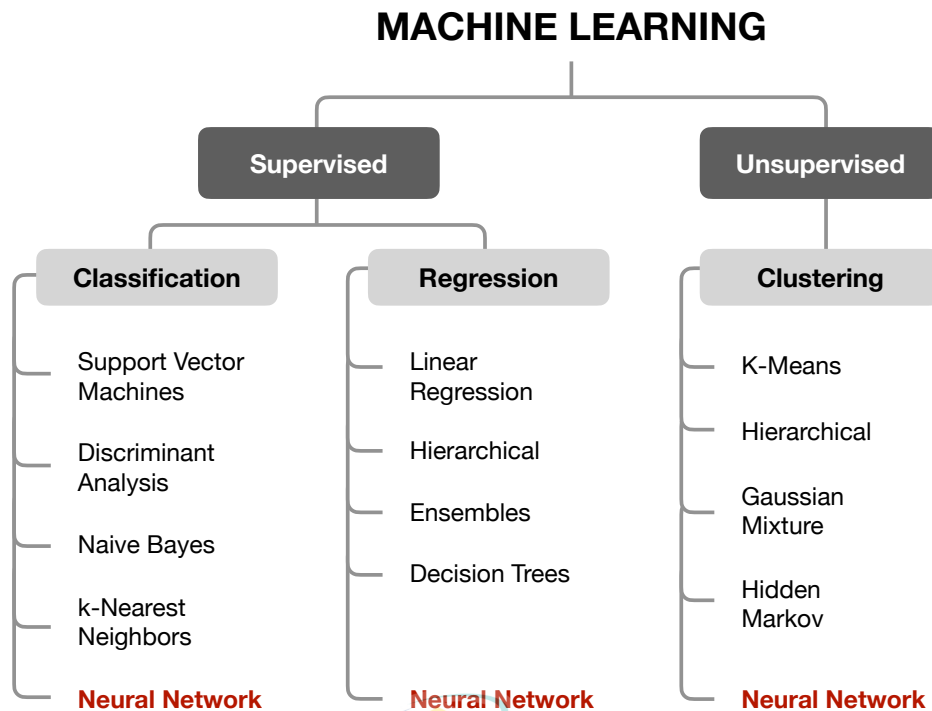 MACHINE LEARNING
Supervised
Unsupervised
Classification
Regression
Clustering
Support Vector
Machines
Discriminant
Analysis
Naive Bayes
k-Nearest
Neighbors
Neural Network
Linear
Regression
Hierarchical
Ensembles
Decision Trees
Neural Network
K-Means
Hierarchical
Gaussian
Mixture
Hidden
Markov
Neural Network